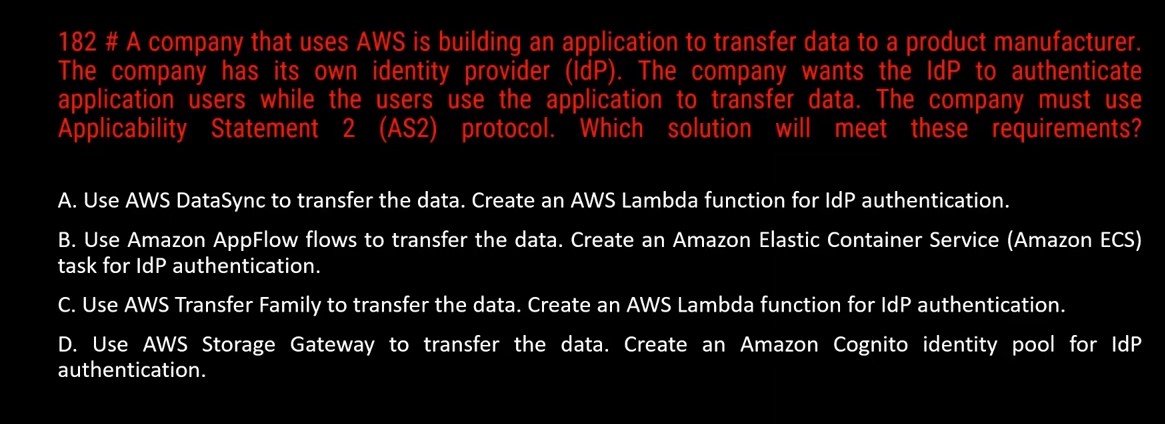 182 # A company that uses AWS is building an application to transfer data to a product manufacturer.
The company has its own identity provider (IdP). The company wants the IdP to authenticate
application users while the users use the application to transfer data. The company must use
Applicability Statement 2 (AS2) protocol. Which solution will meet these requirements?
A. Use AWS DataSync to transfer the data. Create an AWS Lambda function for IdP authentication.
B. Use Amazon AppFlow flows to transfer the data. Create an Amazon Elastic Container Service (Amazon ECS)
task for IdP authentication.
C. Use AWS Transfer Family to transfer the data. Create an AWS Lambda function for IdP authentication.
D. Use AWS Storage Gateway to transfer the data. Create an Amazon Cognito identity pool for IdP
authentication.